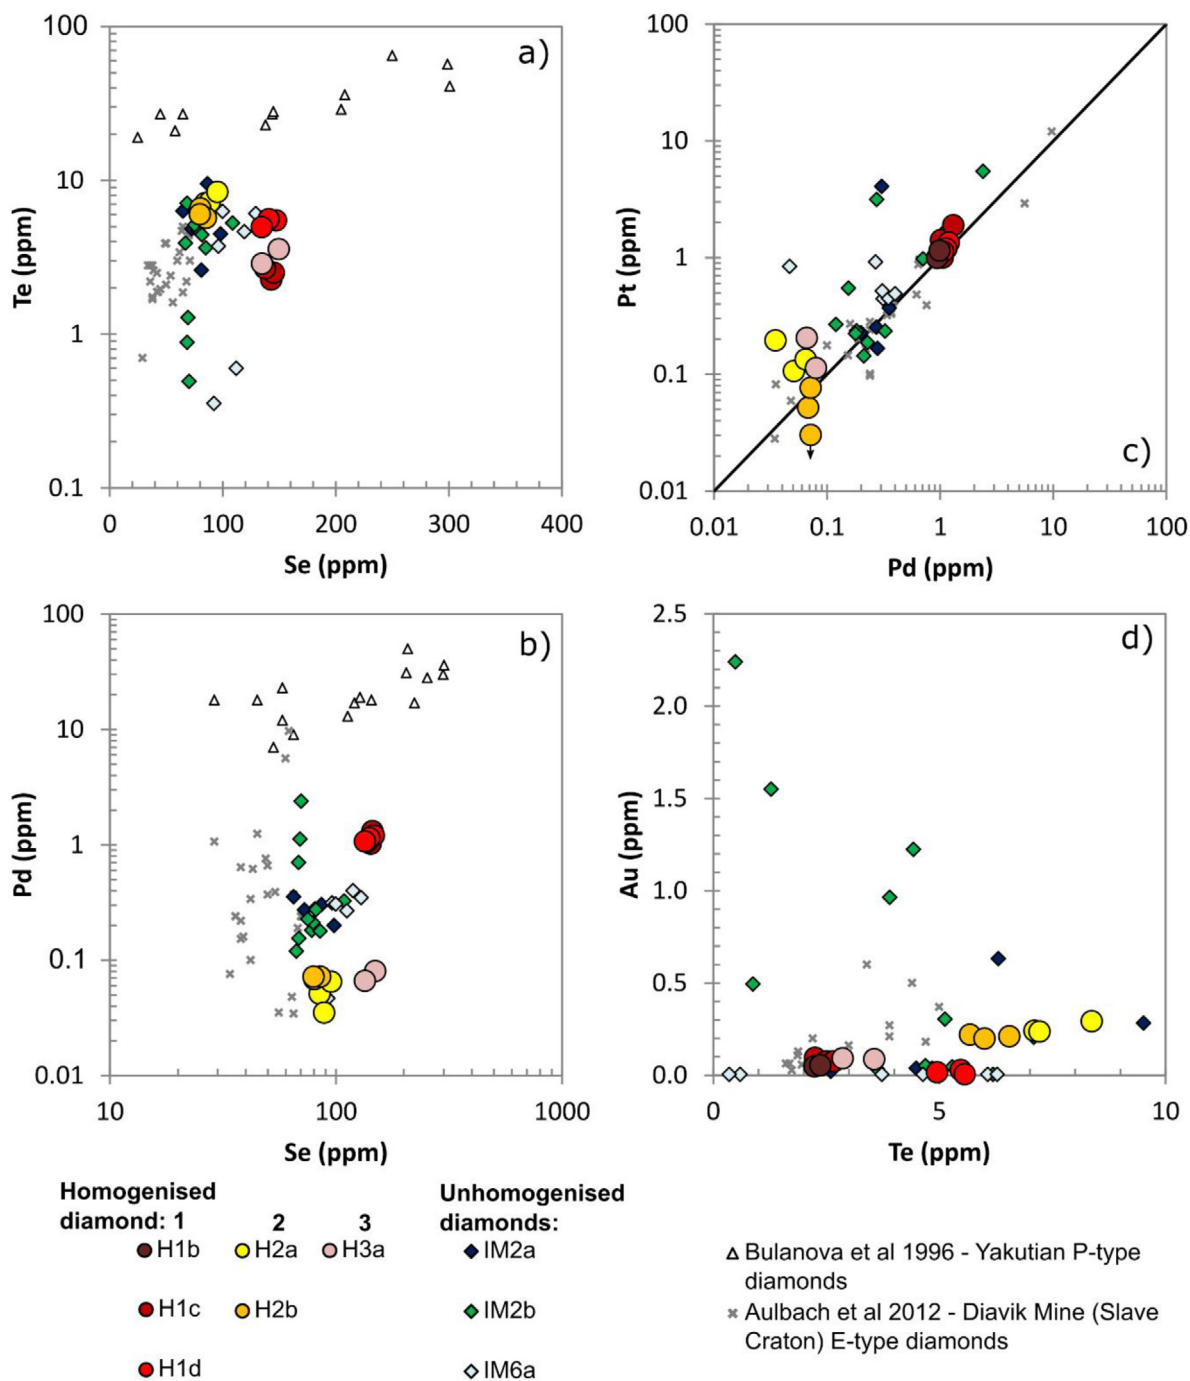 a)
100
10
1
0.1
Te (ppm)
0 100 200 300 400
Se (ppm)
c)
100
10
1
0.1
0.01
Pt (ppm)
0.01 0.1 1 10 100
Pd (ppm)
b)
100
10
1
0.1
0.01
Pd (ppm)
10 100 1000
Se (ppm)
d)
2.5
2.0
1.5
1.0
0.5
0.0
Au (ppm)
0 5 10
Te (ppm)
Homogenised
diamond: 1 2 3
H1b H2a H3a
H1c H2b
H1d
Unhomogenised
diamonds:
IM2a
IM2b
IM6a
Bulanova et al 1996 - Yakutian P-type
diamonds
Aulbach et al 2012 - Diavik Mine (Slave
Craton) E-type diamonds